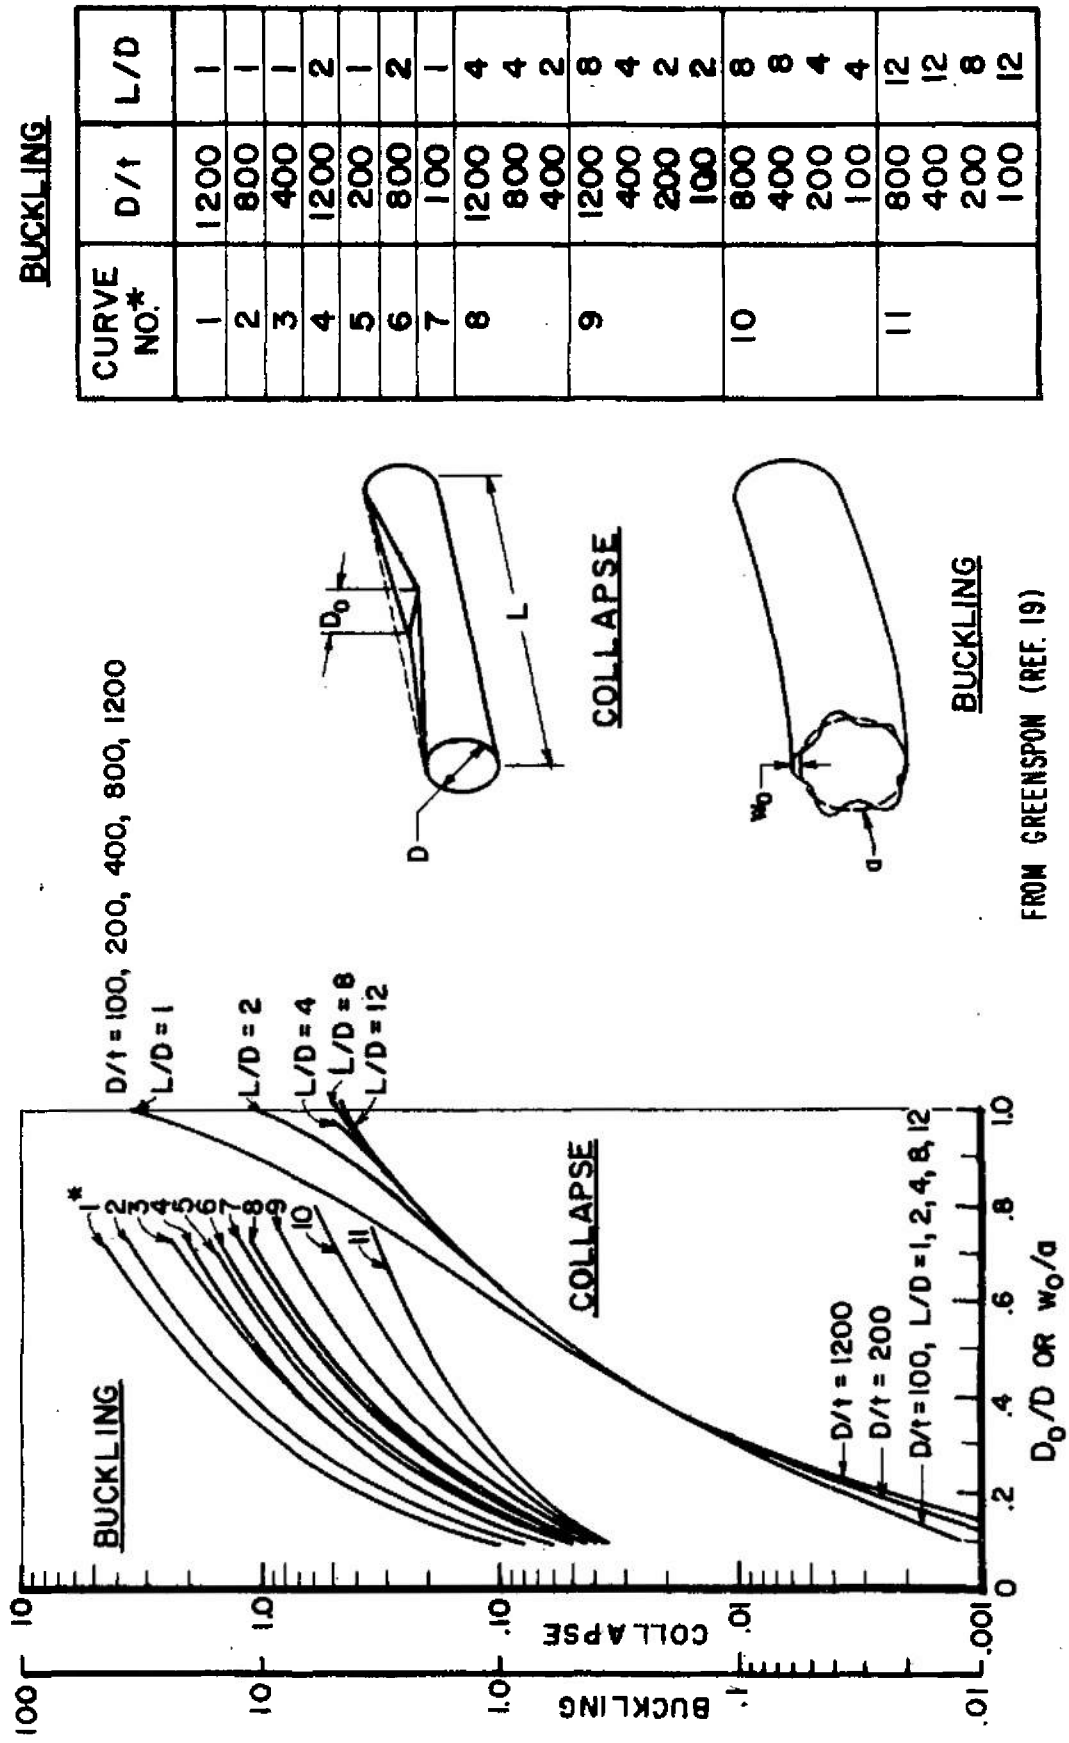 BUCKLING
CURVE NO.* D/t L/D
1 1200 1
2 800 1
3 400 1
4 1200 2
5 200 1
6 800 2
7 100 1
8 1200 4
800 4
400 2
9 1200 8
400 4
200 2
100 2
10 800 8
400 8
200 4
100 4
11 800 12
400 12
200 8
100 12
D/t = 100, 200, 400, 800, 1200
L/D = 1
L/D = 2
L/D = 4
L/D = 8
L/D = 12
BUCKLING
*
1
2
3
4
5
6
7
8
9
10
11
COLLAPSE
D/t = 1200
D/t = 200
D/t = 100, L/D = 1, 2, 4, 8, 12
100
10
1.0
.1
.01
BUCKLING
10
1.0
.10
.01
.001
COLLAPSE
0
.2
.4
.6
.8
1.0
D₀/D OR W₀/a
D
D₀
L
COLLAPSE
W₀
a
BUCKLING
FROM GREENSPON (REF. 19)